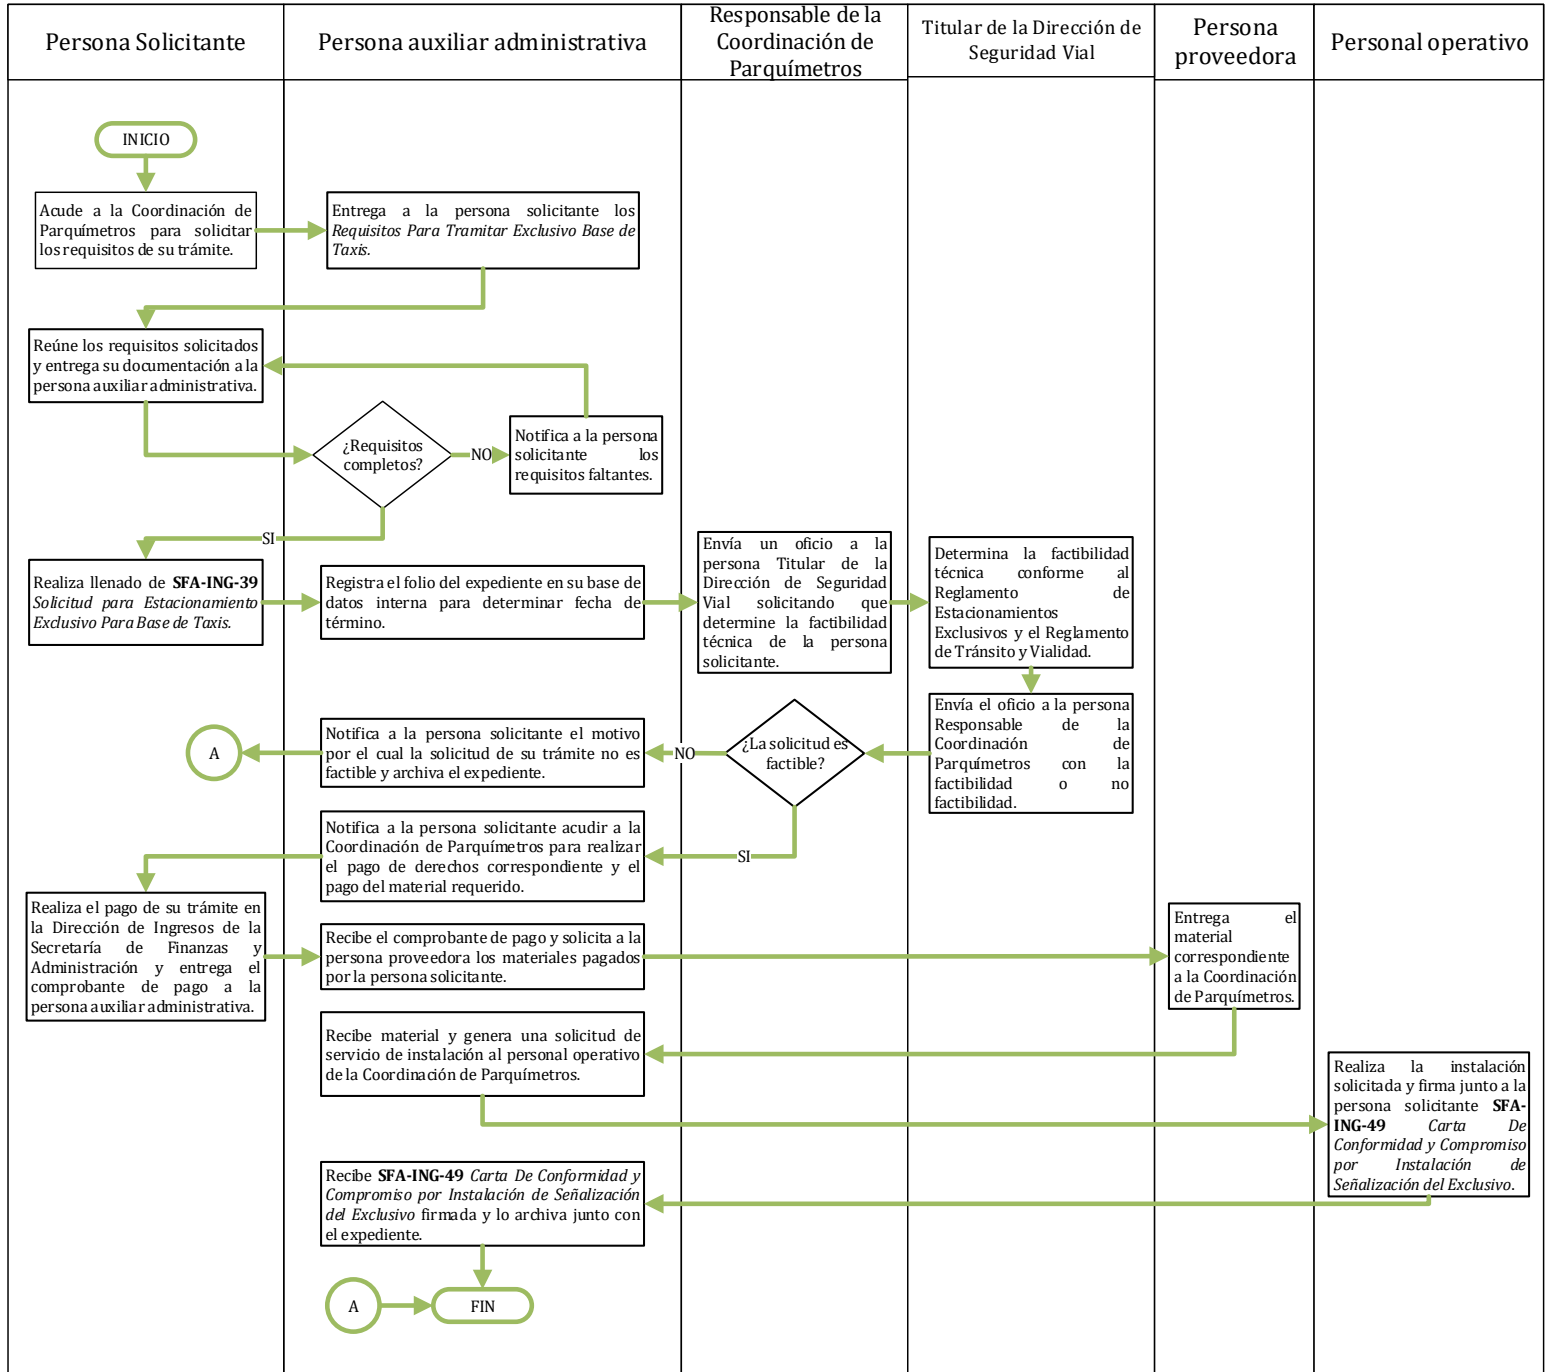 Persona Solicitante
Persona auxiliar administrativa
Responsable de la
Coordinación de
Parquímetros
Titular de la Dirección de
Seguridad Vial
Persona
proveedora
Personal operativo
INICIO
Acude a la Coordinación de
Parquímetros para solicitar
los requisitos de su trámite.
Entrega a la persona solicitante los
Requisitos Para Tramitar Exclusivo Base de
Taxis.
Reúne los requisitos solicitados
y entrega su documentación a la
persona auxiliar administrativa.
¿Requisitos
completos?
NO
Notifica a la persona
solicitante los
requisitos faltantes.
SI
Realiza llenado de SFA-ING-39
Solicitud para Estacionamiento
Exclusivo Para Base de Taxis.
Registra el folio del expediente en su base de
datos interna para determinar fecha de
término.
Envía un oficio a la
persona Titular de la
Dirección de Seguridad
Vial solicitando que
determine la factibilidad
técnica de la persona
solicitante.
Determina la factibilidad
técnica conforme al
Reglamento de
Estacionamientos
Exclusivos y el Reglamento
de Tránsito y Vialidad.
Envía el oficio a la persona
Responsable de la
Coordinación de
Parquímetros con la
factibilidad o no
factibilidad.
¿La solicitud es
factible?
NO
Notifica a la persona solicitante el motivo
por el cual la solicitud de su trámite no es
factible y archiva el expediente.
A
SI
Notifica a la persona solicitante acudir a la
Coordinación de Parquímetros para realizar
el pago de derechos correspondiente y el
pago del material requerido.
Realiza el pago de su trámite en
la Dirección de Ingresos de la
Secretaría de Finanzas y
Administración y entrega el
comprobante de pago a la
persona auxiliar administrativa.
Recibe el comprobante de pago y solicita a la
persona proveedora los materiales pagados
por la persona solicitante.
Entrega el
material
correspondiente
a la Coordinación
de Parquímetros.
Recibe material y genera una solicitud de
servicio de instalación al personal operativo
de la Coordinación de Parquímetros.
Realiza la instalación
solicitada y firma junto a la
persona solicitante SFA-
ING-49 Carta De
Conformidad y Compromiso
por Instalación de
Señalización del Exclusivo.
Recibe SFA-ING-49 Carta De Conformidad y
Compromiso por Instalación de Señalización
del Exclusivo firmada y lo archiva junto con
el expediente.
A
FIN